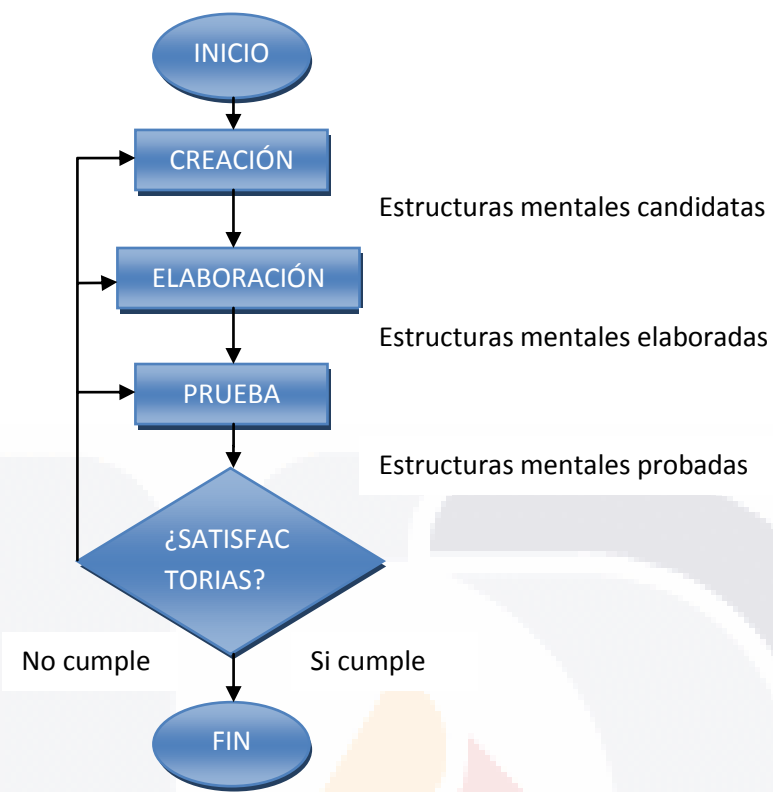 INICIO
CREACIÓN
Estructuras mentales candidatas
ELABORACIÓN
Estructuras mentales elaboradas
PRUEBA
Estructuras mentales probadas
¿SATISFAC
TORIAS?
No cumple
Si cumple
FIN